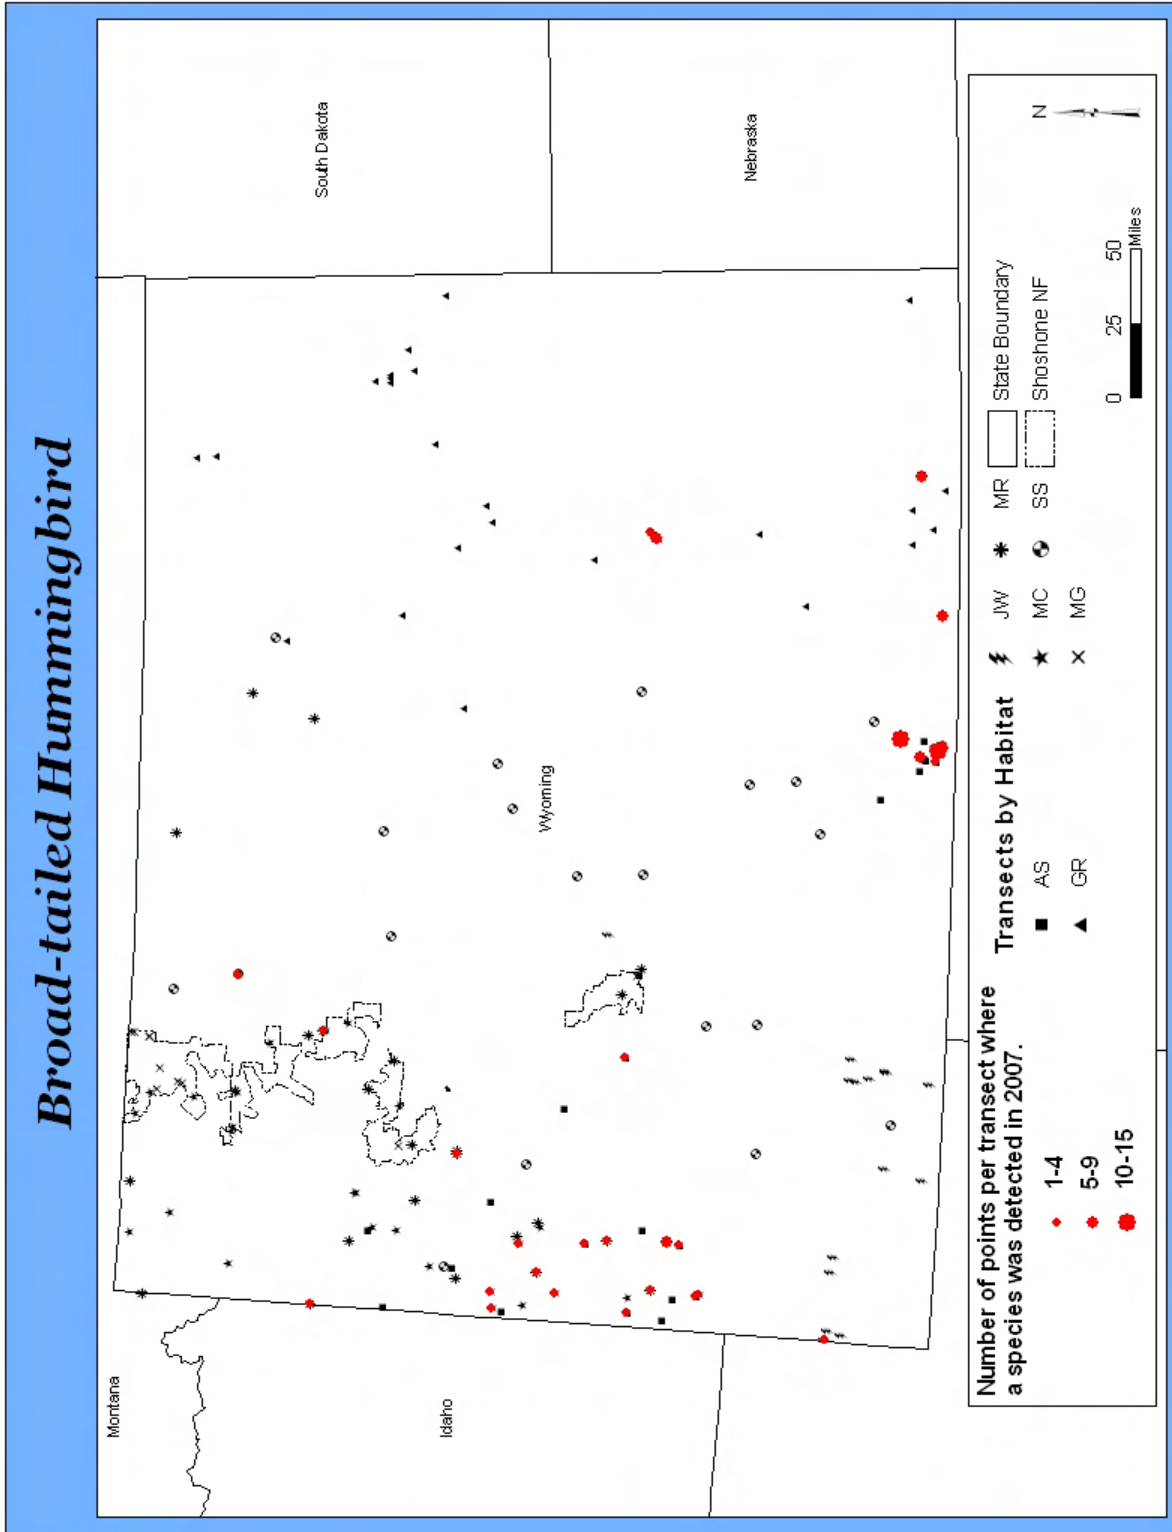 Broad-tailed Hummingbird
Montana
Idaho
Wyoming
South Dakota
Nebraska
Number of points per transect where
a species was detected in 2007.
1-4
5-9
10-15
Transects by Habitat
AS
GR
JW
MC
MG
MR
SS
State Boundary
Shoshone NF
0 25 50
Miles
N